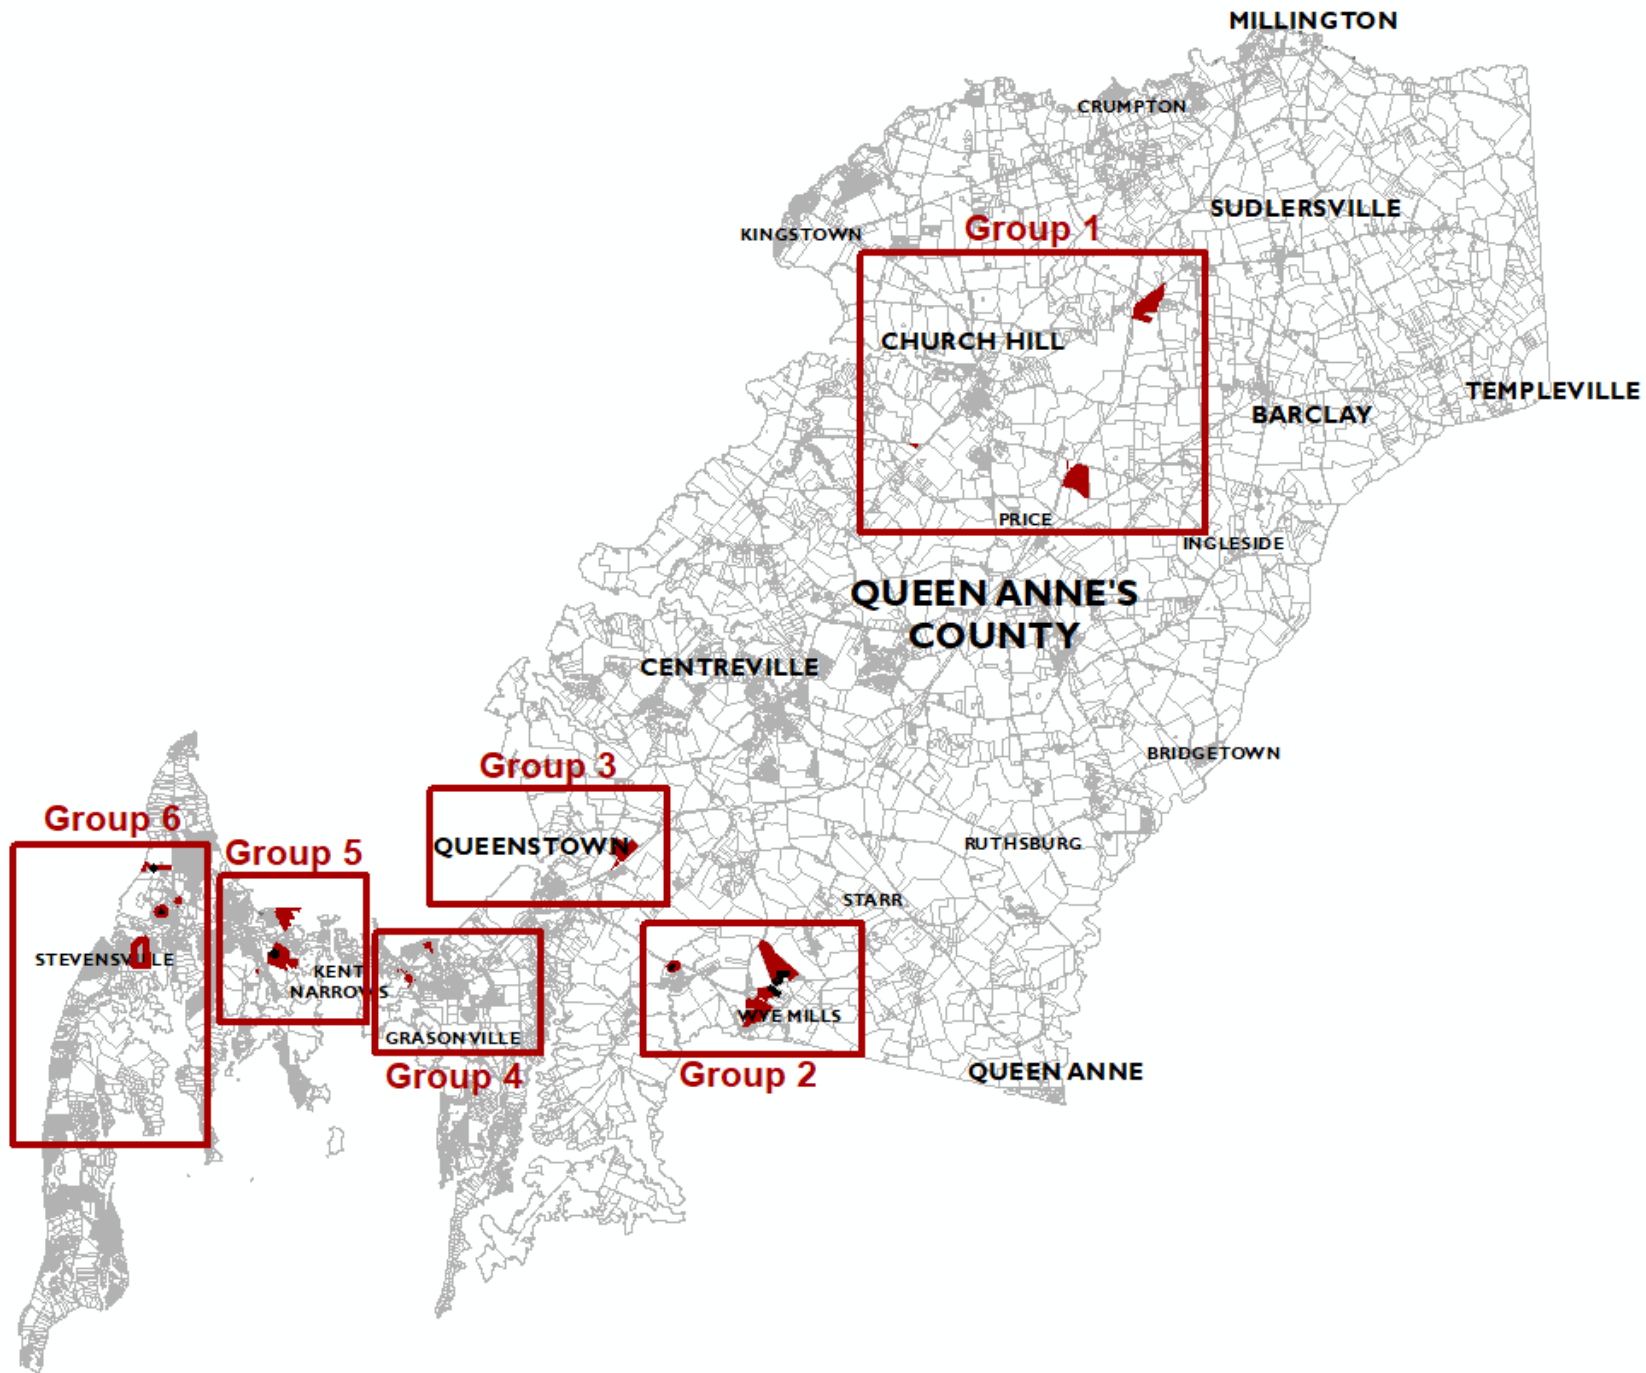 MILLINGTON
CRUMPTON
SUDLERSVILLE
Group 1
KINGSTOWN
CHURCH HILL
TEMPLEVILLE
BARCLAY
PRICE
INGLESIDE
QUEEN ANNE'S
COUNTY
CENTREVILLE
BRIDGETOWN
Group 3
Group 6
QUEENSTOWN
RUTHSBURG
Group 5
STARR
STEVENSVILLE
KENT
NARROWS
WYE MILLS
GRASONVILLE
Group 4
Group 2
QUEEN ANNE